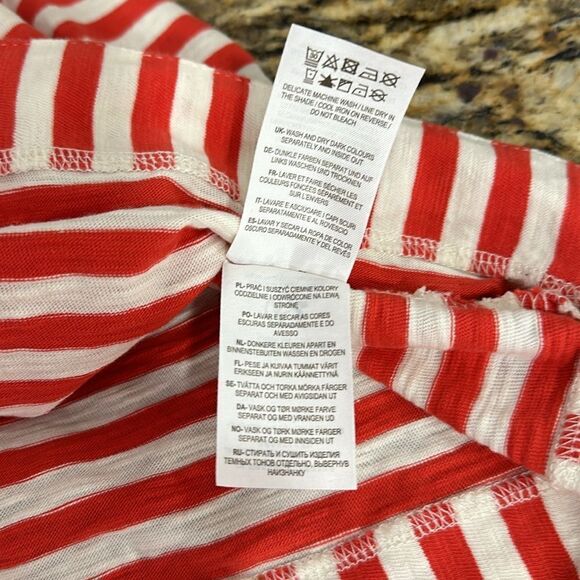 30
DELICATE MACHINE WASH / LINE DRY IN
THE SHADE / COOL IRON ON REVERSE /
DO NOT BLEACH
UK- WASH AND DRY DARK COLOURS
SEPARATELY AND INSIDE OUT
DE- DUNKLE FARBEN SEPARAT UND AUF
LINKS WASCHEN UND TROCKNEN
FR- LAVER ET FAIRE SÉCHER LES
COULEURS FONCÉES SÉPAREMENT ET
SUR L'ENVERS
IT- LAVARE E ASCIUGARE I CAPI SCURI
SEPARATAMENTE E AL ROVESCIO
ES- LAVAR Y SECAR LA ROPA DE COLOR
OSCURO SEPARADAMENTE Y DEL REVÉS
PL- PRAĆ I SUSZYĆ CIEMNE KOLORY
ODDZIELNIE I ODWRÓCONE NA LEWĄ
STRONĘ
PO- LAVAR E SECAR AS CORES
ESCURAS SEPARADAMENTE E DO
AVESSO
NL- DONKERE KLEUREN APART EN
BINNENSTEBUITEN WASSEN EN DROGEN
FL- PESE JA KUIVAA TUMMAT VÄRIT
ERIKSEEN JA NURIN KÄÄNNETTYNÄ
SE- TVÄTTA OCH TORKA MÖRKA FÄRGER
SEPARAT OCH MED AVIGSIDAN UT
DA- VASK OG TØR MØRKE FARVE
SEPARAT OG MED VRANGEN UD
NO- VASK OG TØRK MØRKE FARGER
SEPARAT OG MED INNSIDEN UT
RU- СТИРАТЬ И СУШИТЬ ИЗДЕЛИЯ
ТЕМНЫХ ТОНОВ ОТДЕЛЬНО, ВЫВЕРНУВ
НАИЗНАНКУ